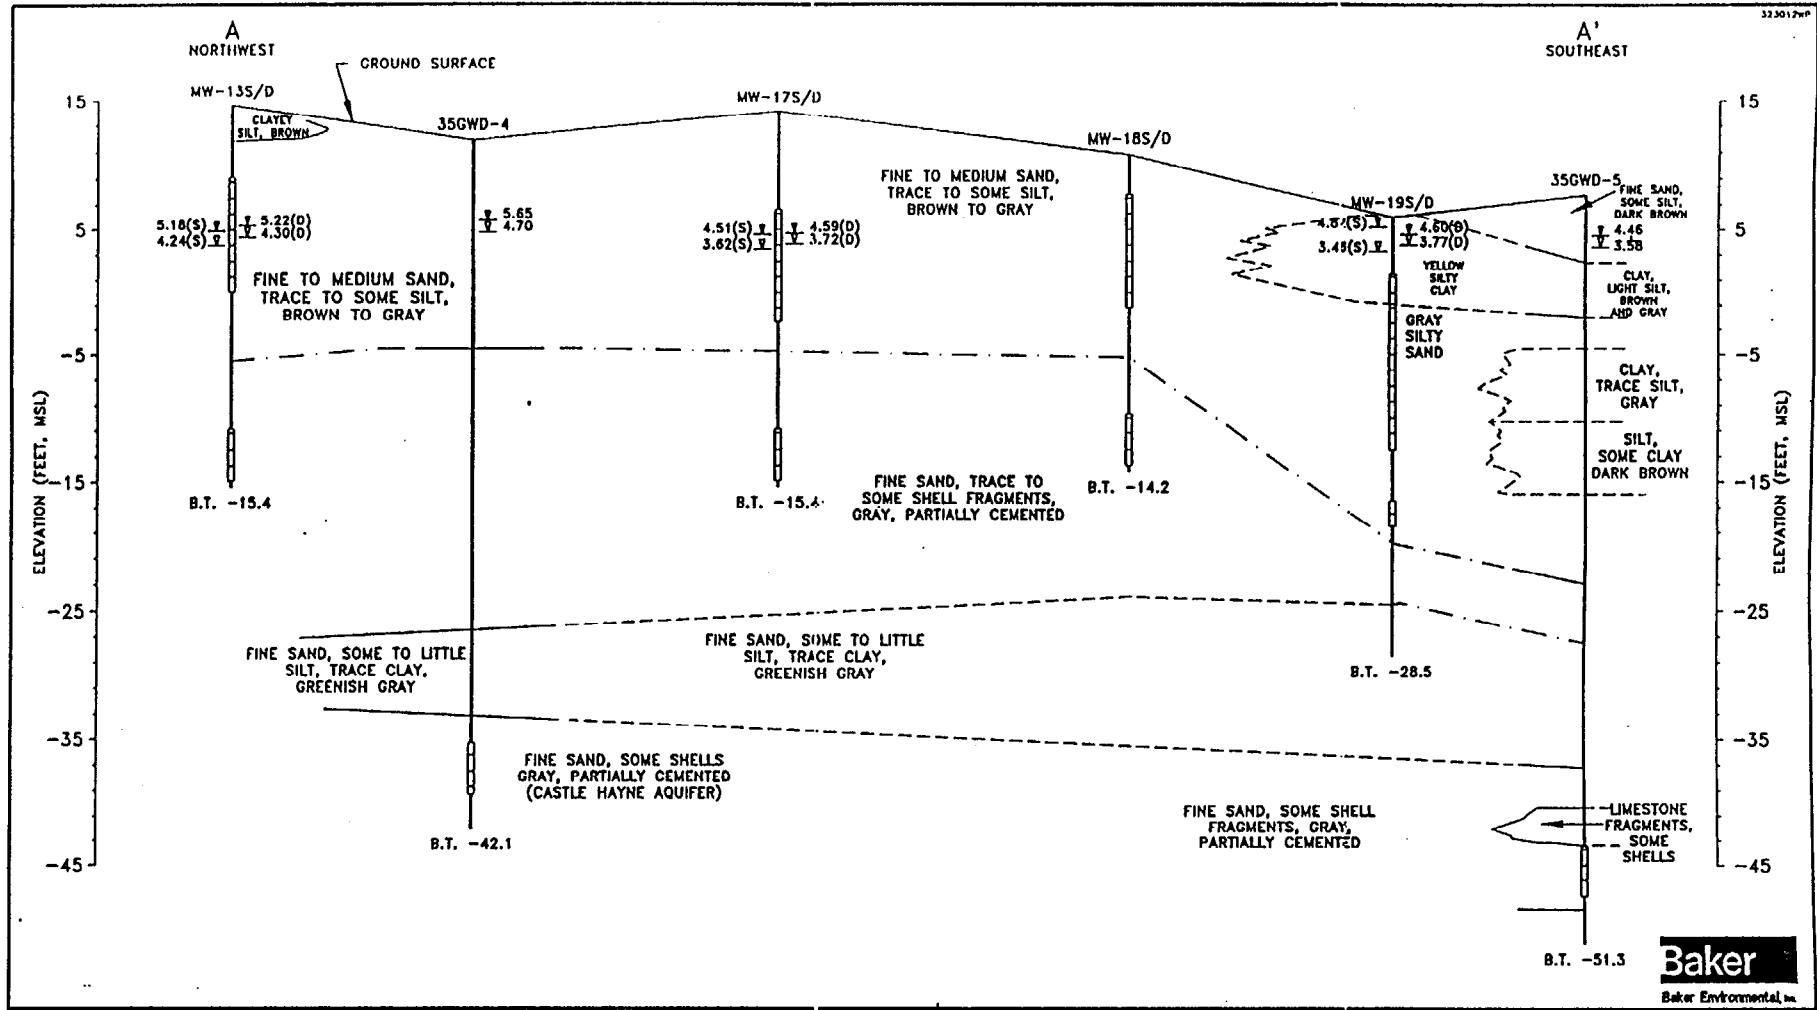 A
NORTHWEST
A'
SOUTHEAST
GROUND SURFACE
MW-13S/D
35GWD-4
MW-17S/D
MW-18S/D
MW-19S/D
35GWD-5
15
5
-5
-15
-25
-35
-45
ELEVATION (FEET, MSL)
CLAYEY
SILT, BROWN
5.18(S)
4.24(S)
5.22(D)
4.30(D)
5.65
4.70
4.51(S)
3.62(S)
4.59(D)
3.72(D)
4.60(D)
3.77(D)
4.46
3.58
FINE TO MEDIUM SAND,
TRACE TO SOME SILT,
BROWN TO GRAY
FINE TO MEDIUM SAND,
TRACE TO SOME SILT,
BROWN TO GRAY
FINE SAND,
SOME SILT,
DARK BROWN
YELLOW
SILTY
CLAY
CLAY,
LIGHT SILT,
BROWN
AND GRAY
GRAY
SILTY
SAND
CLAY,
TRACE SILT,
GRAY
SILT,
SOME CLAY
DARK BROWN
B.T. -15.4
B.T. -15.4
B.T. -14.2
FINE SAND, TRACE TO
SOME SHELL FRAGMENTS,
GRAY, PARTIALLY CEMENTED
FINE SAND, SOME TO LITTLE
SILT, TRACE CLAY,
GREENISH GRAY
FINE SAND, SOME TO LITTLE
SILT, TRACE CLAY,
GREENISH GRAY
B.T. -28.5
FINE SAND, SOME SHELLS
GRAY, PARTIALLY CEMENTED
(CASTLE HAYNE AQUIFER)
FINE SAND, SOME SHELL
FRAGMENTS, GRAY,
PARTIALLY CEMENTED
LIMESTONE
FRAGMENTS,
SOME
SHELLS
B.T. -42.1
B.T. -51.3
15
5
-5
-15
-25
-35
-45
ELEVATION (FEET, MSL)
Baker
Baker Environmental, Inc.